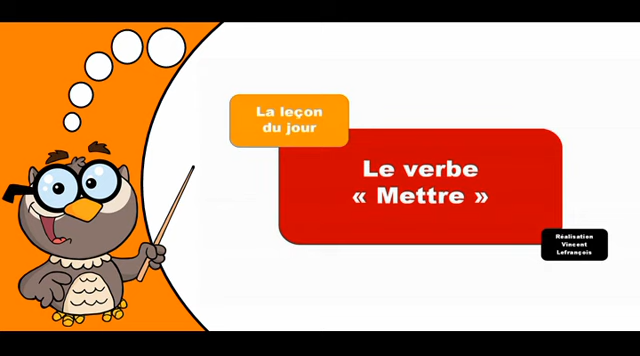 La leçon
du jour
Le verbe
« Mettre »
Réalisation
Vincent
Lefrançois